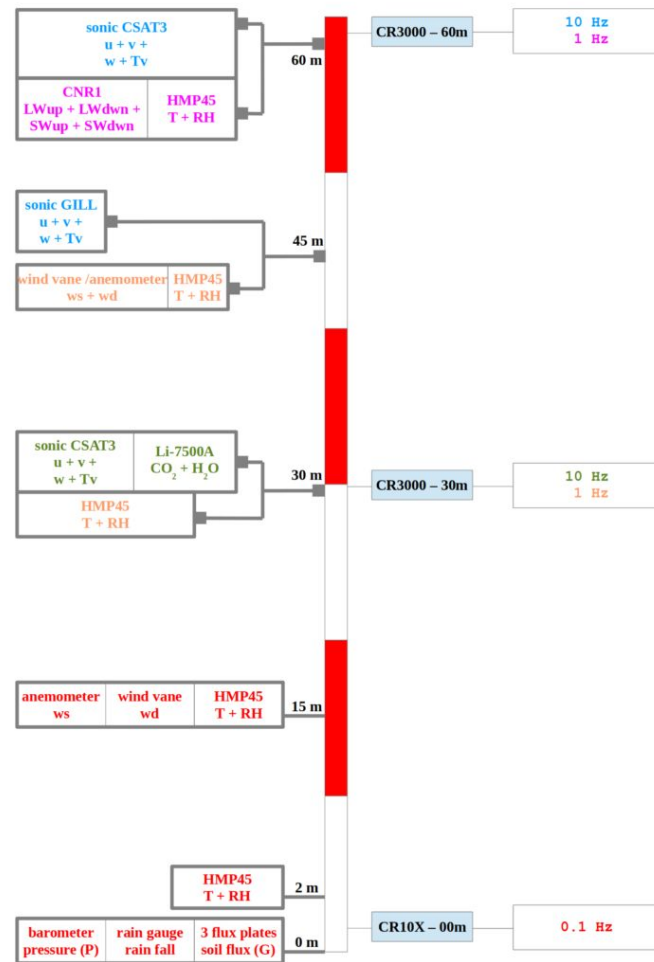 sonic CSAT3
u + v +
w + Tv
CNR1
LWup + LWdwn +
SWup + SWdwn
HMP45
T + RH
60 m
CR3000 – 60m
10 Hz
1 Hz
sonic GILL
u + v +
w + Tv
wind vane /anemometer
ws + wd
HMP45
T + RH
45 m
sonic CSAT3
u + v +
w + Tv
Li-7500A
CO₂ + H₂O
HMP45
T + RH
30 m
CR3000 – 30m
10 Hz
1 Hz
anemometer
ws
wind vane
wd
HMP45
T + RH
15 m
HMP45
T + RH
2 m
barometer
pressure (P)
rain gauge
rain fall
3 flux plates
soil flux (G)
0 m
CR10X – 00m
0.1 Hz